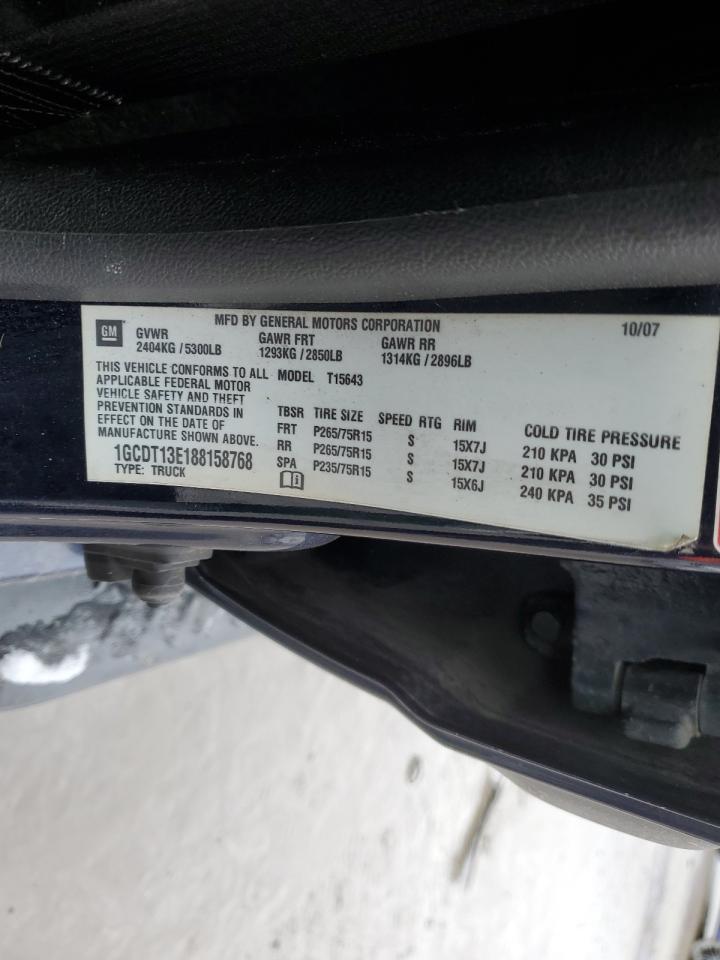 MFD BY GENERAL MOTORS CORPORATION 10/07
GM GVWR GAWR FRT GAWR RR
2404KG / 5300LB 1293KG / 2850LB 1314KG / 2896LB
THIS VEHICLE CONFORMS TO ALL MODEL T15643
APPLICABLE FEDERAL MOTOR
VEHICLE SAFETY AND THEFT
PREVENTION STANDARDS IN
EFFECT ON THE DATE OF
MANUFACTURE SHOWN ABOVE.
1GCDT13E188158768
TYPE: TRUCK
TBSR TIRE SIZE SPEED RTG RIM COLD TIRE PRESSURE
FRT P265/75R15 S 15X7J 210 KPA 30 PSI
RR P265/75R15 S 15X7J 210 KPA 30 PSI
SPA P235/75R15 S 15X6J 240 KPA 35 PSI